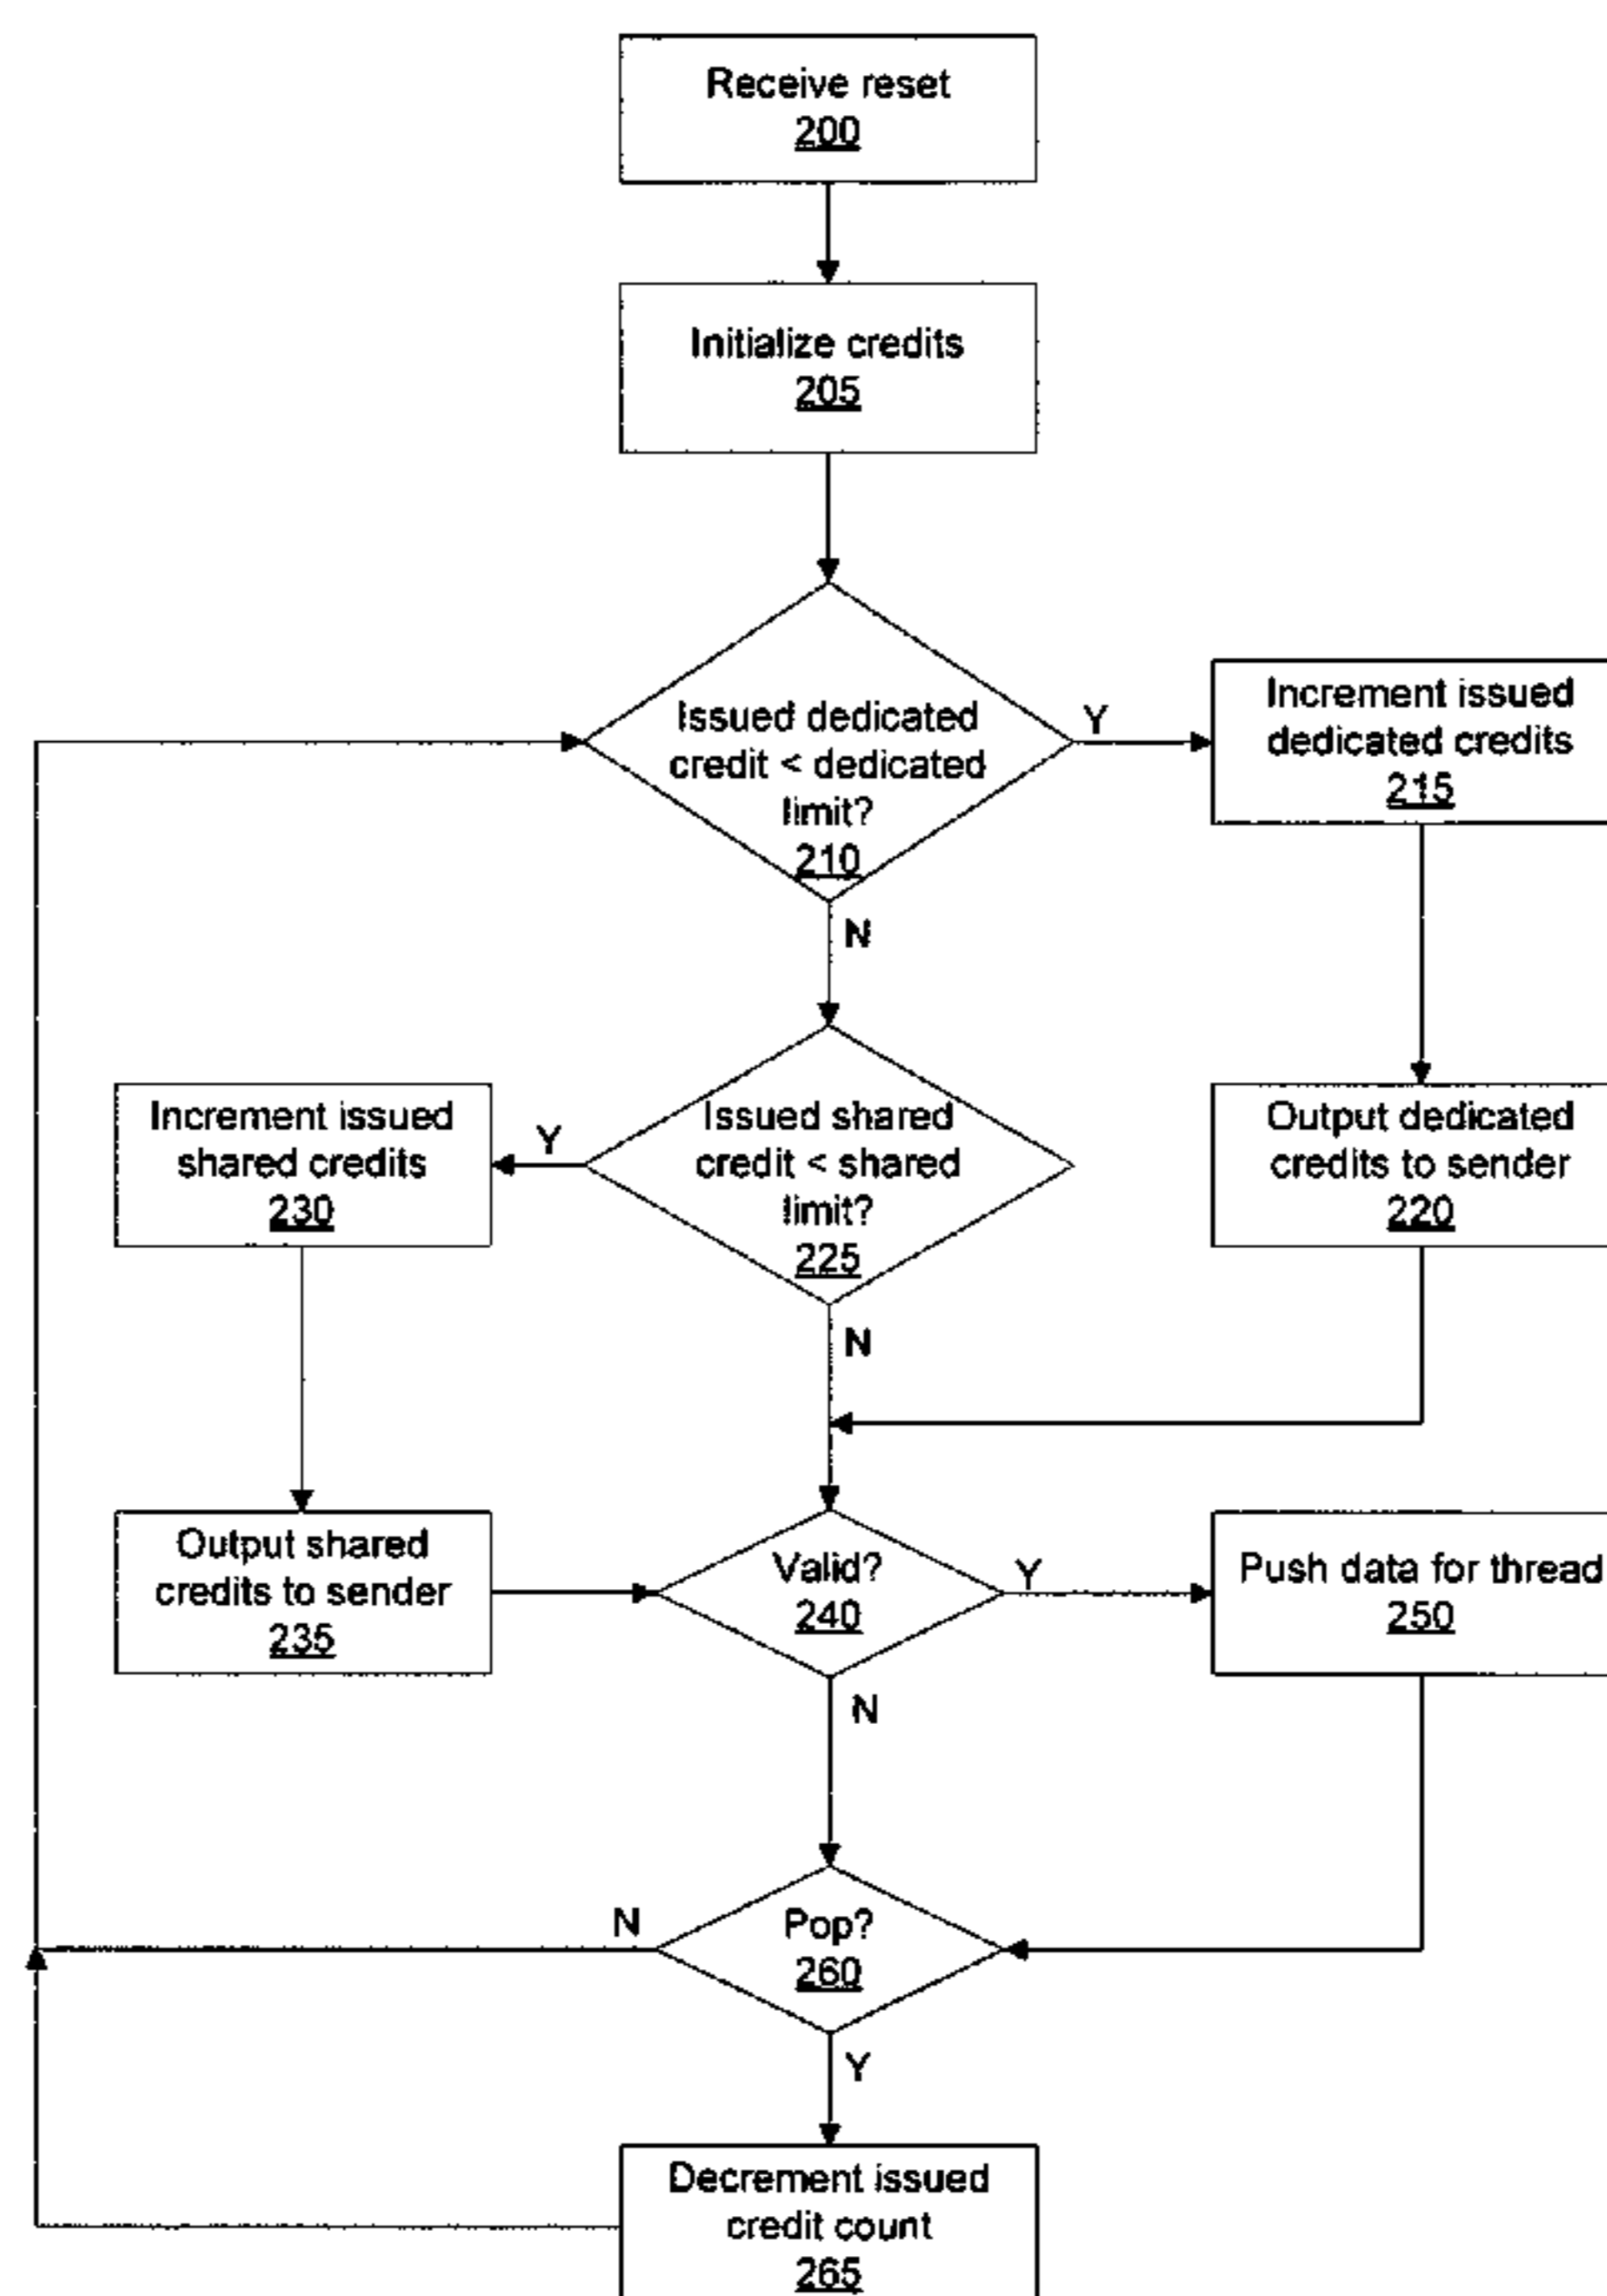 Receive reset
200
Initialize credits
205
Issued dedicated
credit < dedicated
limit?
210
Y
Increment issued
dedicated credits
215
N
Increment issued
shared credits
230
Y
Issued shared
credit < shared
limit?
225
Output dedicated
credits to sender
220
N
Output shared
credits to sender
235
Valid?
240
Y
Push data for thread
250
N
N
Pop?
260
Y
Decrement issued
credit count
265